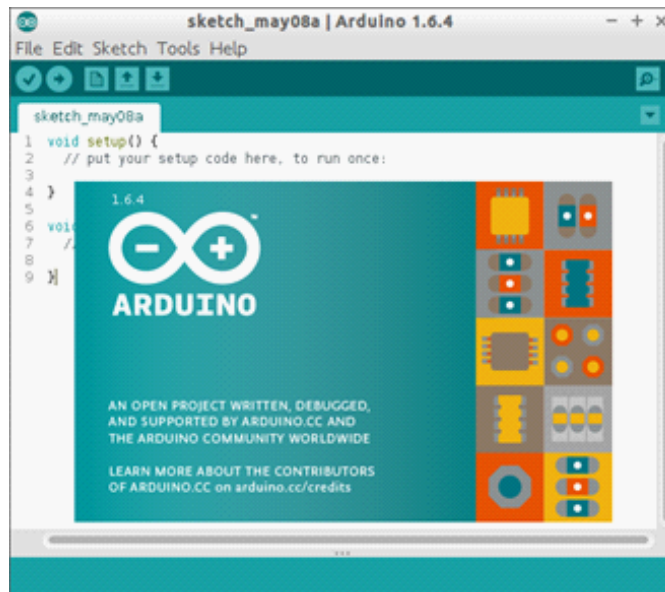 sketch_may08a | Arduino 1.6.4
File Edit Sketch Tools Help
sketch_may08a
1 void setup() {
2 // put your setup code here, to run once:
3
4 }
5
6 voi
7 //
8
9 }
1.6.4
™
ARDUINO
AN OPEN PROJECT WRITTEN, DEBUGGED,
AND SUPPORTED BY ARDUINO.CC AND
THE ARDUINO COMMUNITY WORLDWIDE
LEARN MORE ABOUT THE CONTRIBUTORS
OF ARDUINO.CC on arduino.cc/credits